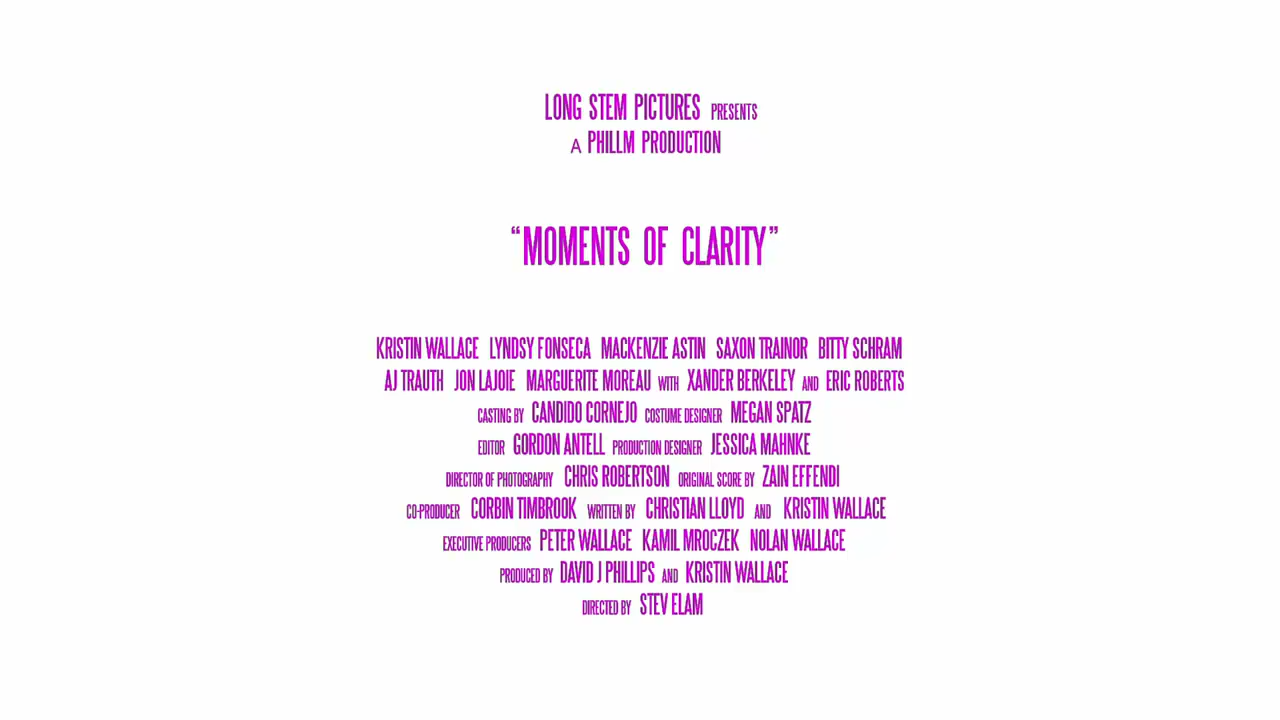 LONG STEM PICTURES PRESENTS
A PHILLM PRODUCTION
“MOMENTS OF CLARITY”
KRISTIN WALLACE LYNDSY FONSECA MACKENZIE ASTIN SAXON TRAINOR BITTY SCHRAM
AJ TRAUTH JON LAJOIE MARGUERITE MOREAU WITH XANDER BERKELEY AND ERIC ROBERTS
CASTING BY CANDIDO CORNEJO COSTUME DESIGNER MEGAN SPATZ
EDITOR GORDON ANTELL PRODUCTION DESIGNER JESSICA MAHNKE
DIRECTOR OF PHOTOGRAPHY CHRIS ROBERTSON ORIGINAL SCORE BY ZAIN EFFENDI
CO-PRODUCER CORBIN TIMBROOK WRITTEN BY CHRISTIAN LLOYD AND KRISTIN WALLACE
EXECUTIVE PRODUCERS PETER WALLACE KAMIL MROCZEK NOLAN WALLACE
PRODUCED BY DAVID J PHILLIPS AND KRISTIN WALLACE
DIRECTED BY STEV ELAM